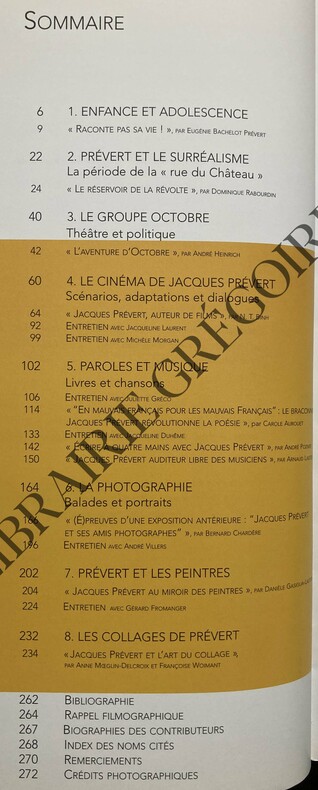 SOMMAIRE
6 1. ENFANCE ET ADOLESCENCE
9 « RACONTE PAS SA VIE ! », PAR EUGÉNIE BACHELOT PRÉVERT
22 2. PRÉVERT ET LE SURRÉALISME
La période de la « rue du Château »
24 « LE RÉSERVOIR DE LA RÉVOLTE », PAR DOMINIQUE RABOURDIN
40 3. LE GROUPE OCTOBRE
Théâtre et politique
42 « L'AVENTURE D'OCTOBRE », PAR ANDRÉ HEINRICH
60 4. LE CINÉMA DE JACQUES PRÉVERT
Scénarios, adaptations et dialogues
64 « JACQUES PRÉVERT, AUTEUR DE FILMS », PAR N. T. BINH
92 ENTRETIEN AVEC JACQUELINE LAURENT
99 ENTRETIEN AVEC MICHÈLE MORGAN
102 5. PAROLES ET MUSIQUE
Livres et chansons
106 ENTRETIEN AVEC JULIETTE GRÉCO
114 « "EN MAUVAIS FRANÇAIS POUR LES MAUVAIS FRANÇAIS" : LE
JACQUES PRÉVERT RÉVOLUTIONNE LA POÉSIE », PAR CAROLE AUROUET
133 ENTRETIEN AVEC JACQUELINE DUHÊME
142 « ÉCRIRE À QUATRE MAINS AVEC JACQUES PRÉVERT », PAR ANDRÉ
150 « JACQUES PRÉVERT AUDITEUR LIBRE DES MUSICIENS », PAR ARNAUD
164 6. LA PHOTOGRAPHIE
Balades et portraits
186 « (É)PREUVES D'UNE EXPOSITION ANTÉRIEURE : "JACQUES PRÉVERT
ET SES AMIS PHOTOGRAPHES" », PAR BERNARD CHARDÈRE
196 ENTRETIEN AVEC ANDRÉ VILLERS
202 7. PRÉVERT ET LES PEINTRES
204 « JACQUES PRÉVERT AU MIROIR DES PEINTRES », PAR DANIÈLE
224 ENTRETIEN AVEC GÉRARD FROMANGER
232 8. LES COLLAGES DE PRÉVERT
234 « JACQUES PRÉVERT ET L'ART DU COLLAGE »,
PAR ANNE MŒGLIN-DELCROIX ET FRANÇOISE WOIMANT
262 BIBLIOGRAPHIE
264 RAPPEL FILMOGRAPHIQUE
267 BIOGRAPHIES DES CONTRIBUTEURS
268 INDEX DES NOMS CITÉS
270 REMERCIEMENTS
272 CRÉDITS PHOTOGRAPHIQUES
LIBRAIRIE GRÉGOIRE